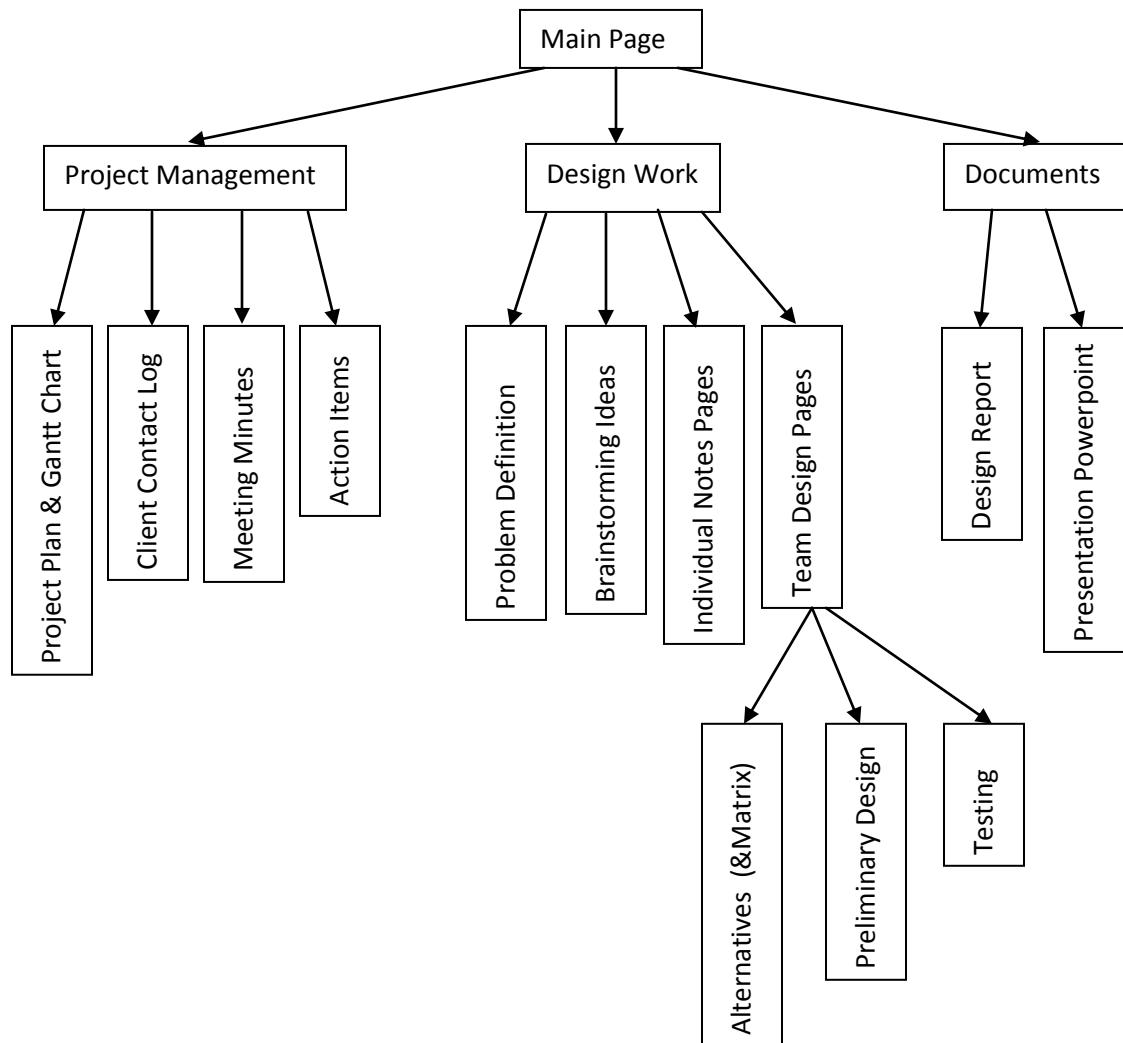 Main Page
Project Management
Design Work
Documents
Project Plan & Gantt Chart
Client Contact Log
Meeting Minutes
Action Items
Problem Definition
Brainstorming Ideas
Individual Notes Pages
Team Design Pages
Design Report
Presentation Powerpoint
Alternatives  (&Matrix)
Preliminary Design
Testing